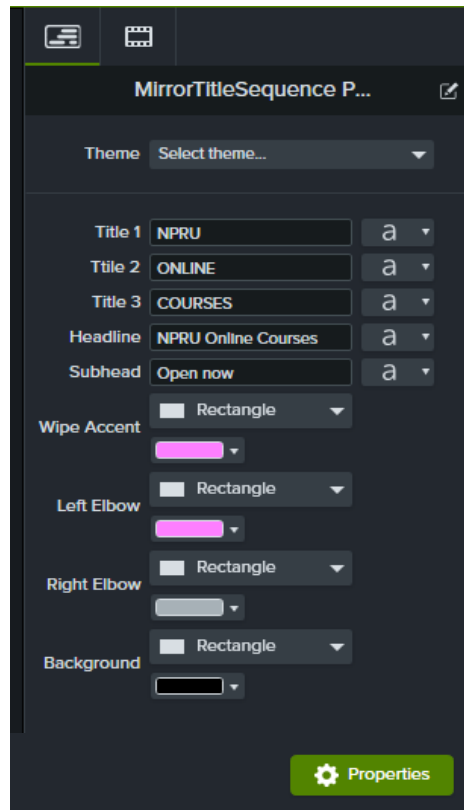 MirrorTitleSequence P...
Theme Select theme...
Title 1 NPRU a
Ttile 2 ONLINE a
Title 3 COURSES a
Headline NPRU Online Courses a
Subhead Open now a
Rectangle
Wipe Accent
Rectangle
Left Elbow
Rectangle
Right Elbow
Rectangle
Background
Properties